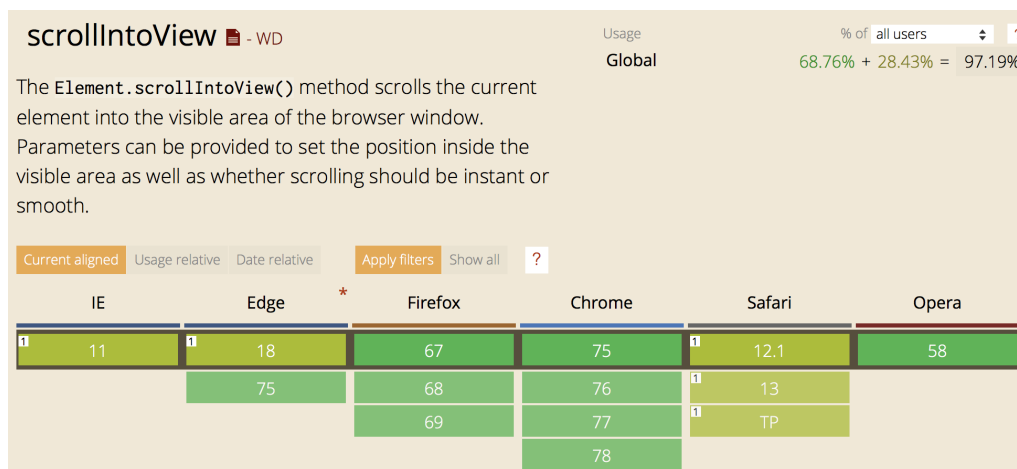 scrollIntoView - WD
Usage % of all users ?
Global 68.76% + 28.43% = 97.19%
The Element.scrollIntoView() method scrolls the current
element into the visible area of the browser window.
Parameters can be provided to set the position inside the
visible area as well as whether scrolling should be instant or
smooth.
Current aligned Usage relative Date relative Apply filters Show all ?
IE Edge * Firefox Chrome Safari Opera
1 11 1 18 67 75 1 12.1 58
75 68 76 1 13
69 77 1 TP
78